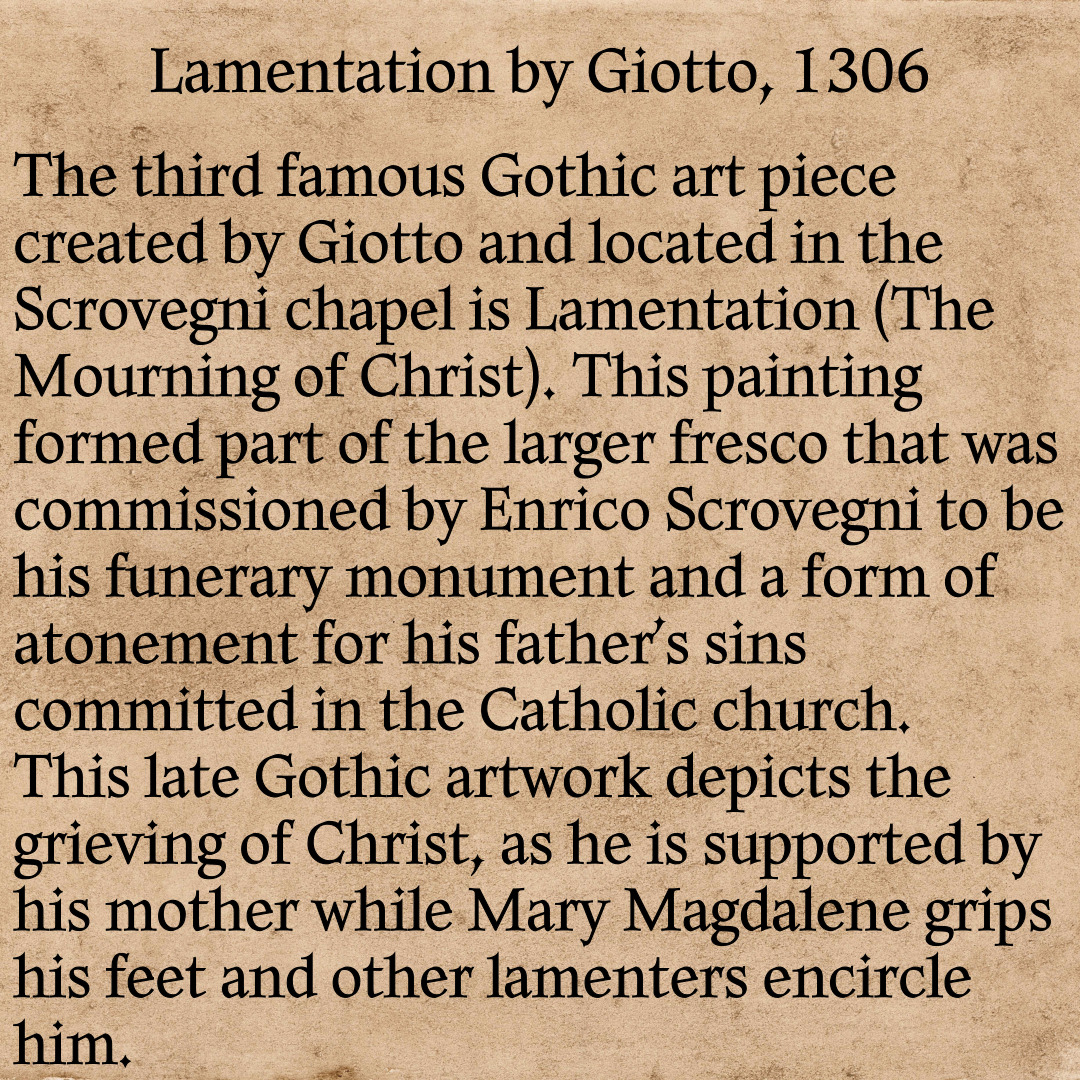 Lamentation by Giotto, 1306
The third famous Gothic art piece
created by Giotto and located in the
Scrovegni chapel is Lamentation (The
Mourning of Christ). This painting
formed part of the larger fresco that was
commissioned by Enrico Scrovegni to be
his funerary monument and a form of
atonement for his father's sins
committed in the Catholic church.
This late Gothic artwork depicts the
grieving of Christ, as he is supported by
his mother while Mary Magdalene grips
his feet and other lamenters encircle
him.